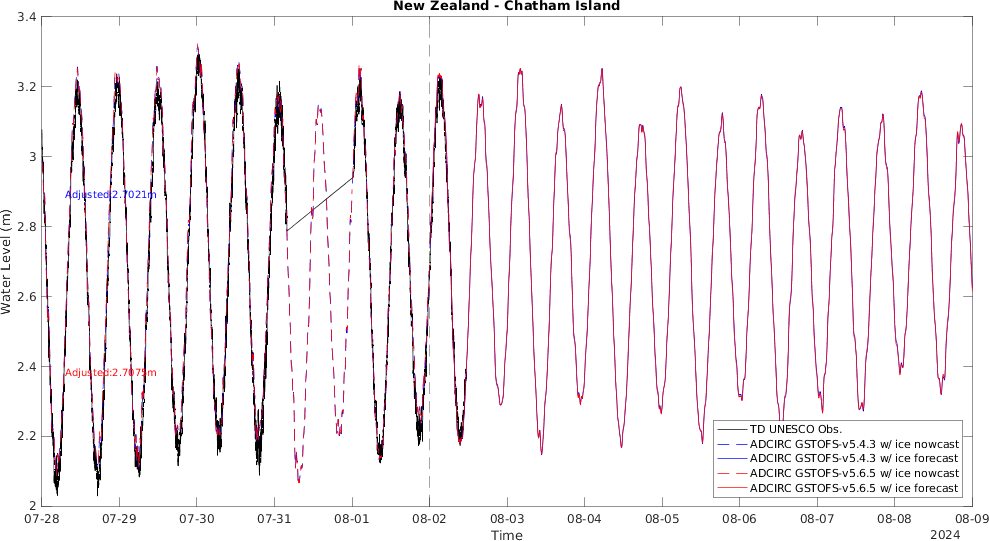 New Zealand - Chatham Island
3.4
3.2
3
2.8
2.6
2.4
2.2
2
Water Level (m)
Adjusted:2.7021m
Adjusted:2.7075m
TD UNESCO Obs.
ADCIRC GSTOFS-v5.4.3 w/ ice nowcast
ADCIRC GSTOFS-v5.4.3 w/ ice forecast
ADCIRC GSTOFS-v5.6.5 w/ ice nowcast
ADCIRC GSTOFS-v5.6.5 w/ ice forecast
07-28 07-29 07-30 07-31 08-01 08-02 08-03 08-04 08-05 08-06 08-07 08-08 08-09
Time
2024